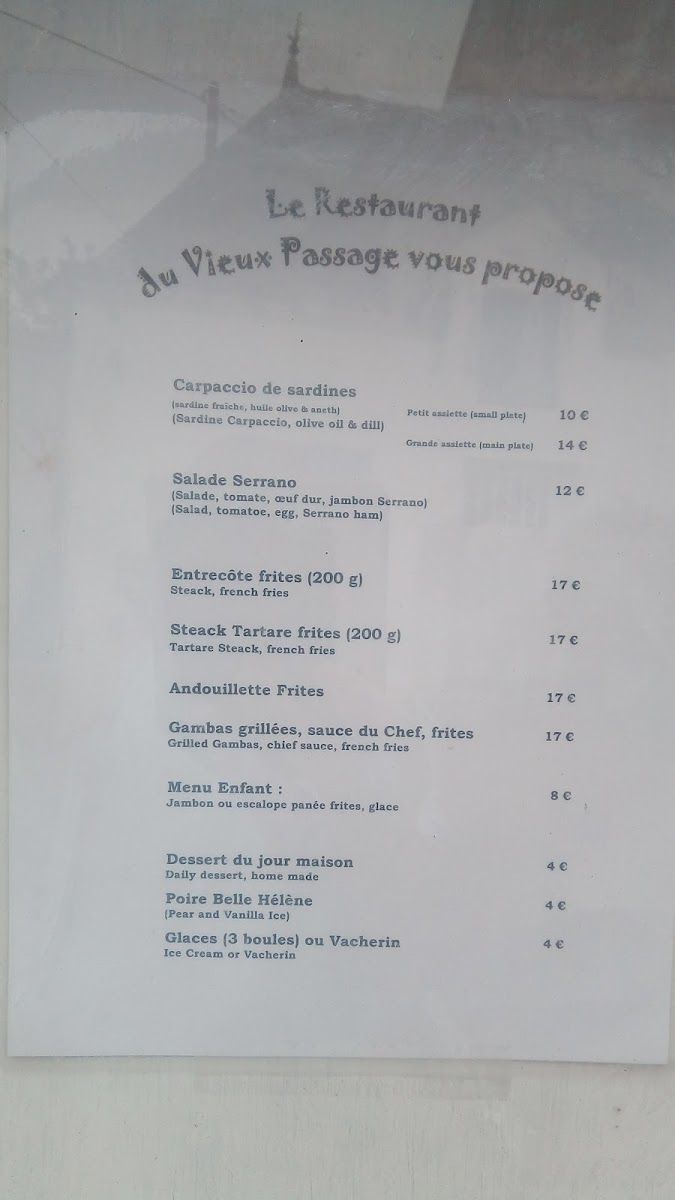 Le Restaurant
du Vieux Passage vous propose
Carpaccio de sardines
(sardine fraîche, huile olive & aneth) Petit assiette (small plate) 10 €
(Sardine Carpaccio, olive oil & dill)
Grande assiette (main plate) 14 €
Salade Serrano 12 €
(Salade, tomate, œuf dur, jambon Serrano)
(Salad, tomatoe, egg, Serrano ham)
Entrecôte frites (200 g) 17 €
Steack, french fries
Steack Tartare frites (200 g) 17 €
Tartare Steack, french fries
Andouillette Frites 17 €
Gambas grillées, sauce du Chef, frites 17 €
Grilled Gambas, chief sauce, french fries
Menu Enfant : 8 €
Jambon ou escalope panée frites, glace
Dessert du jour maison 4 €
Daily dessert, home made
Poire Belle Hélène 4 €
(Pear and Vanilla Ice)
Glaces (3 boules) ou Vacherin 4 €
Ice Cream or Vacherin